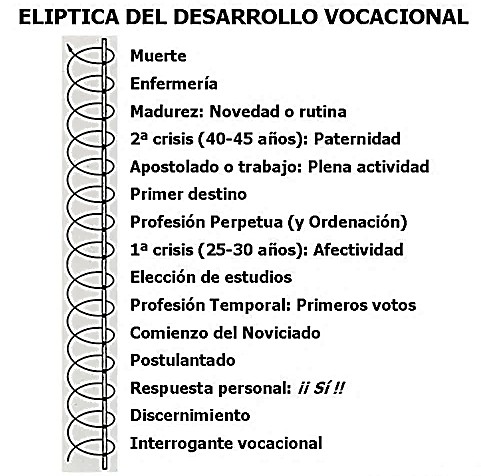 ELIPTICA DEL DESARROLLO VOCACIONAL
Muerte
Enfermería
Madurez: Novedad o rutina
2ª crisis (40-45 años): Paternidad
Apostolado o trabajo: Plena actividad
Primer destino
Profesión Perpetua (y Ordenación)
1ª crisis (25-30 años): Afectividad
Elección de estudios
Profesión Temporal: Primeros votos
Comienzo del Noviciado
Postulantado
Respuesta personal: ¡¡ Sí !!
Discernimiento
Interrogante vocacional